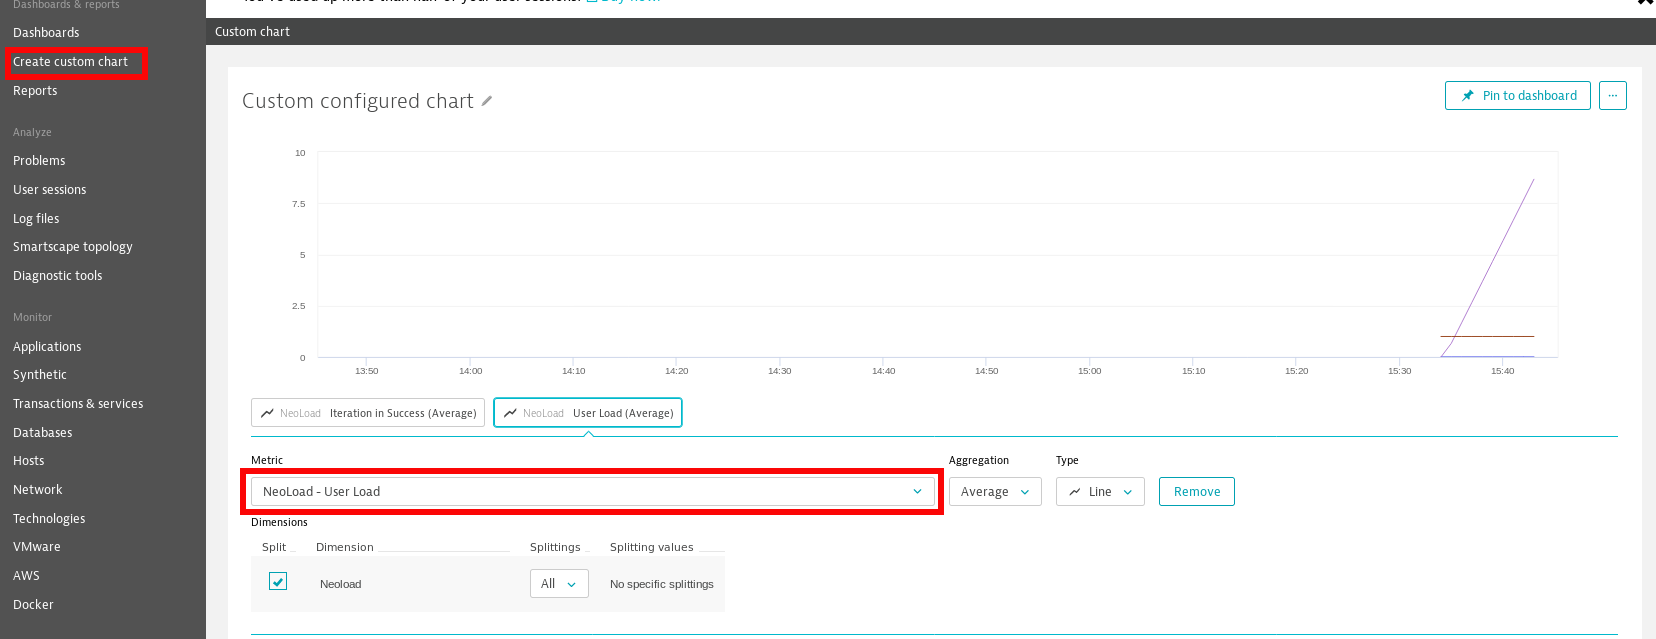 Dashboards & reports
Dashboards
Create custom chart
Reports
Analyze
Problems
User sessions
Log files
Smartscape topology
Diagnostic tools
Monitor
Applications
Synthetic
Transactions & services
Databases
Hosts
Network
Technologies
VMware
AWS
Docker
You've used up more than half of your user sessions. Buy now!
Custom chart
Custom configured chart
Pin to dashboard
...
10
7.5
5
2.5
0
13:50 14:00 14:10 14:20 14:30 14:40 14:50 15:00 15:10 15:20 15:30 15:40
NeoLoad Iteration in Success (Average) NeoLoad User Load (Average)
Metric Aggregation Type
NeoLoad - User Load Average Line Remove
Dimensions
Split Dimension Splittings Splitting values
Neoload All No specific splittings